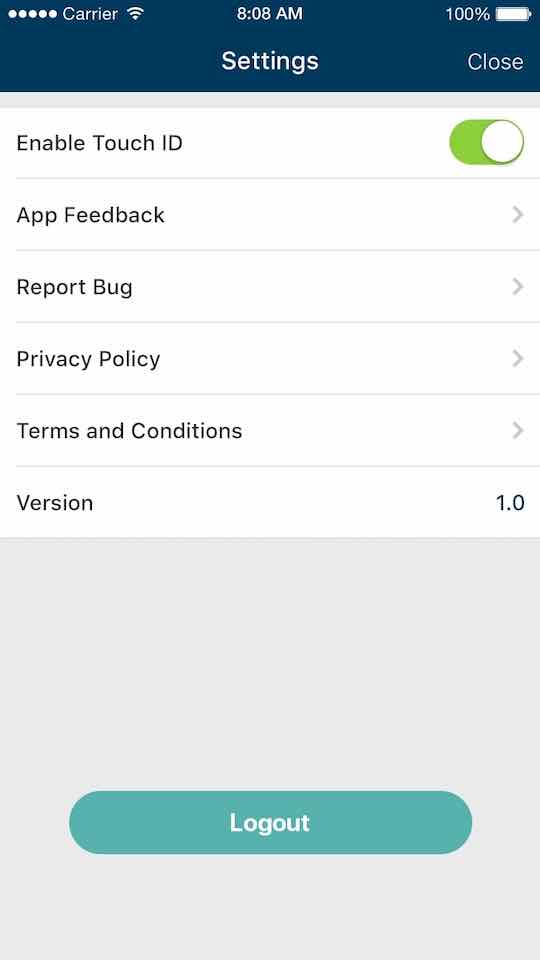 Carrier 8:08 AM 100%
Settings Close
Enable Touch ID
App Feedback
Report Bug
Privacy Policy
Terms and Conditions
Version 1.0
Logout